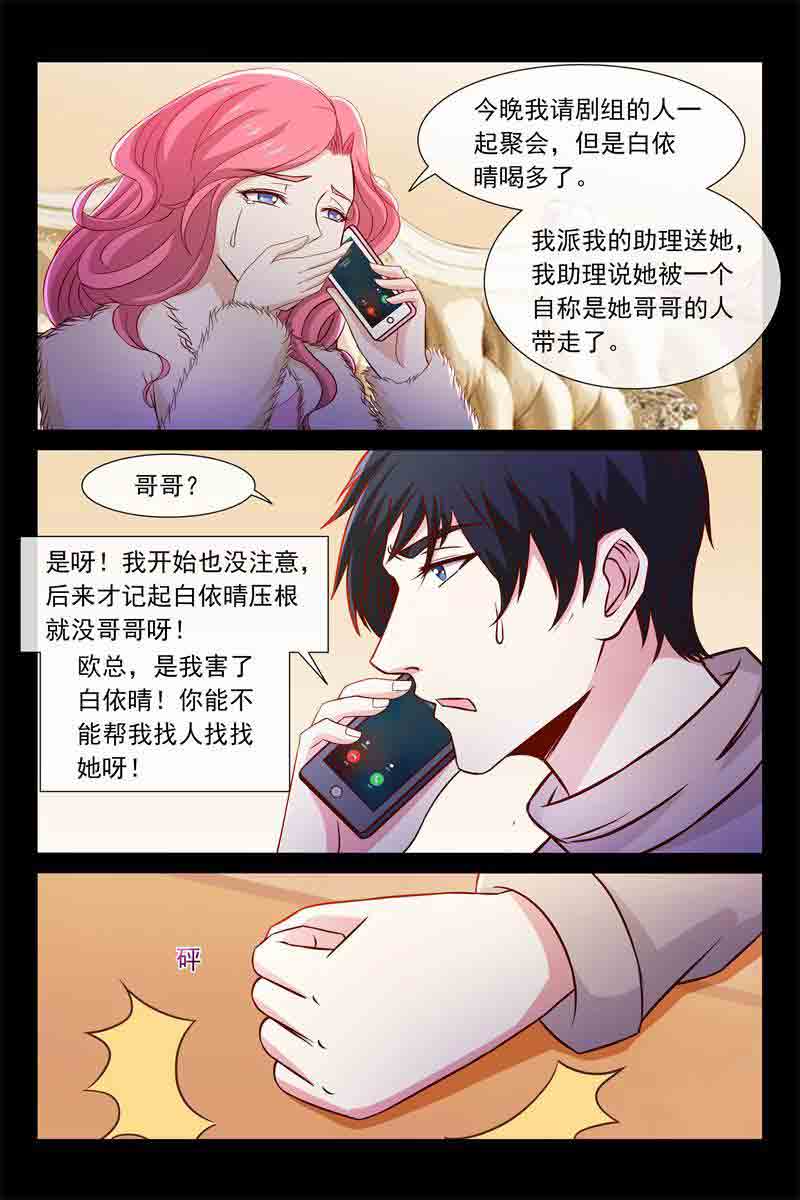 今晚我请剧组的人一
起聚会，但是白依
晴喝多了。
我派我的助理送她，
我助理说她被一个
自称是她哥哥的人
带走了。
哥哥？
是呀！我开始也没注意，
后来才记起白依晴压根
就没哥哥呀！
欧总，是我害了
白依晴！你能不
能帮我找人找找
她呀！
砰